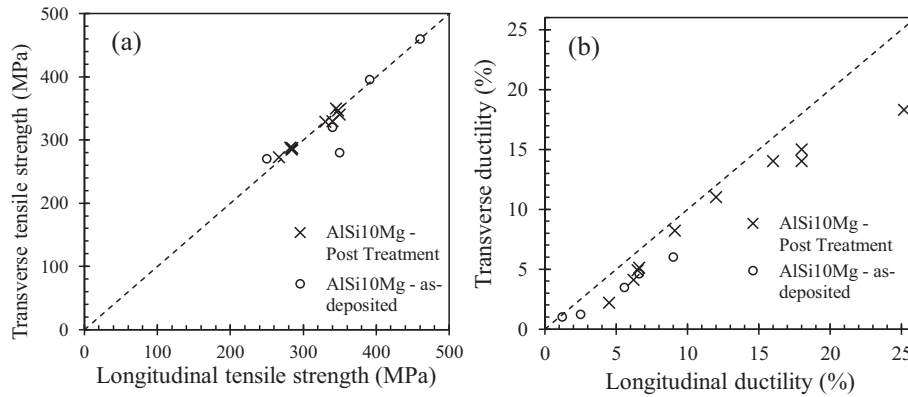 (a)
Transverse tensile strength (MPa)
500
400
300
200
100
0
AlSi10Mg -
Post Treatment
AlSi10Mg - as-
deposited
0 100 200 300 400 500
Longitudinal tensile strength (MPa)
(b)
Transverse ductility (%)
25
20
15
10
5
0
AlSi10Mg -
Post Treatment
AlSi10Mg - as-
deposited
0 5 10 15 20 25
Longitudinal ductility (%)